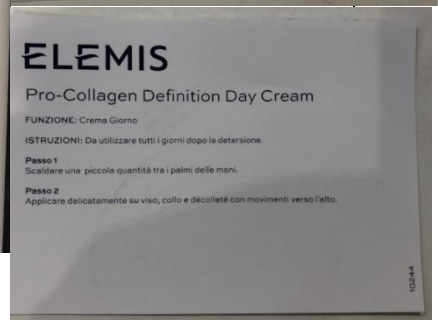 ELEMIS
Pro-Collagen Definition Day Cream
FUNZIONE: Crema Giorno
ISTRUZIONI: Da utilizzare tutti i giorni dopo la detersione.
Passo 1
Scaldare una piccola quantità tra i palmi delle mani.
Passo 2
Applicare delicatamente su viso, collo e décolleté con movimenti verso l'alto.
10244